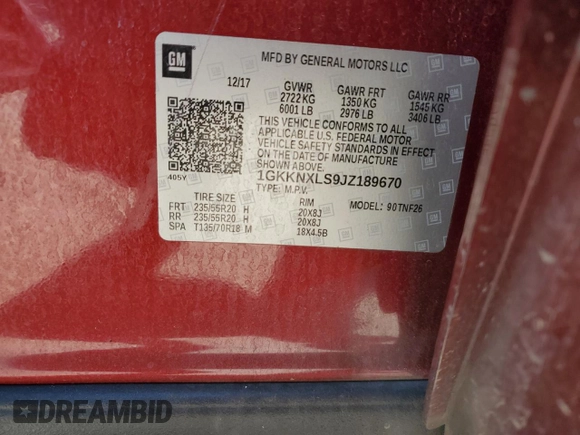 GM
MFD BY GENERAL MOTORS LLC
12/17 GVWR GAWR FRT GAWR RR
2722 KG 1350 KG 1545 KG
6001 LB 2976 LB 3406 LB
THIS VEHICLE CONFORMS TO ALL
APPLICABLE U.S. FEDERAL MOTOR
VEHICLE SAFETY STANDARDS IN EFFECT
ON THE DATE OF MANUFACTURE
SHOWN ABOVE.
405Y
1GKKNXLS9JZ189670
TYPE: M.P.V. MODEL: 90TNF26
TIRE SIZE RIM
FRT 235/55R20 H 20X8J
RR 235/55R20 H 20X8J
SPA T135/70R18 M 18X4.5B
DREAMBID